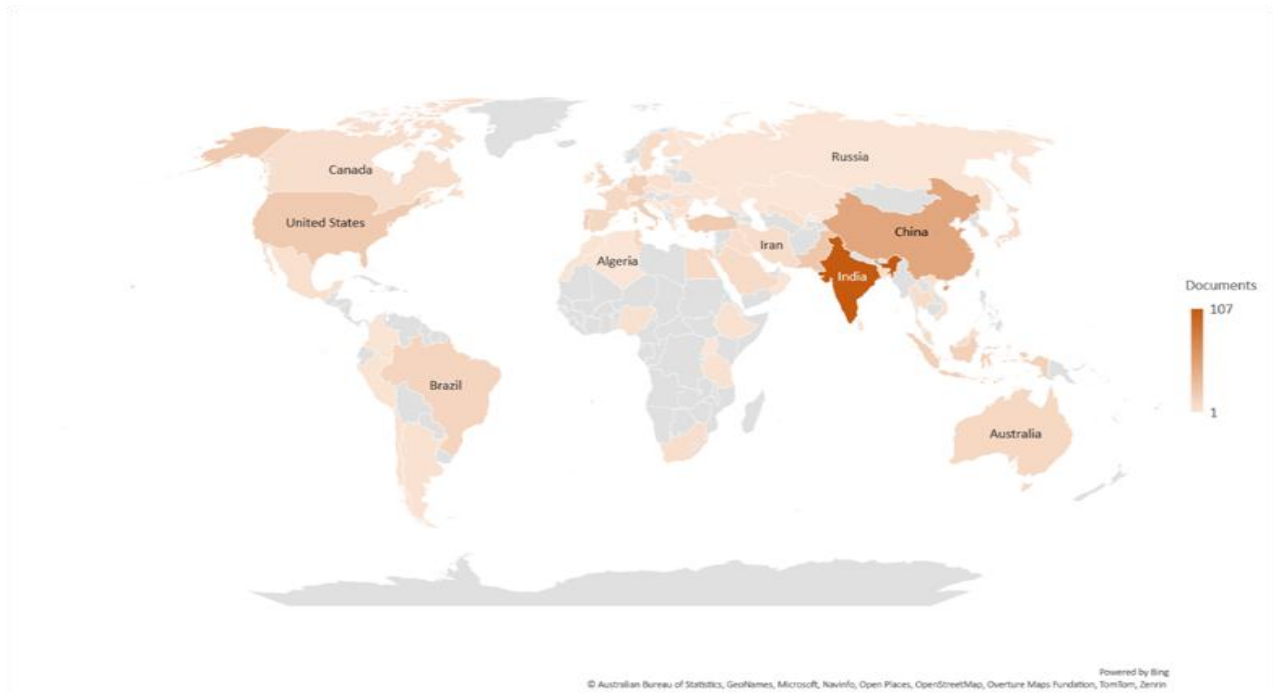 Canada
Russia
United States
China
Iran
Algeria
India
Documents
107
Brazil
1
Australia
Powered by Bing
© Australian Bureau of Statistics, GeoNames, Microsoft, Navinfo, Open Places, OpenStreetMap, Overture Maps Fundation, TomTom, Zenrin